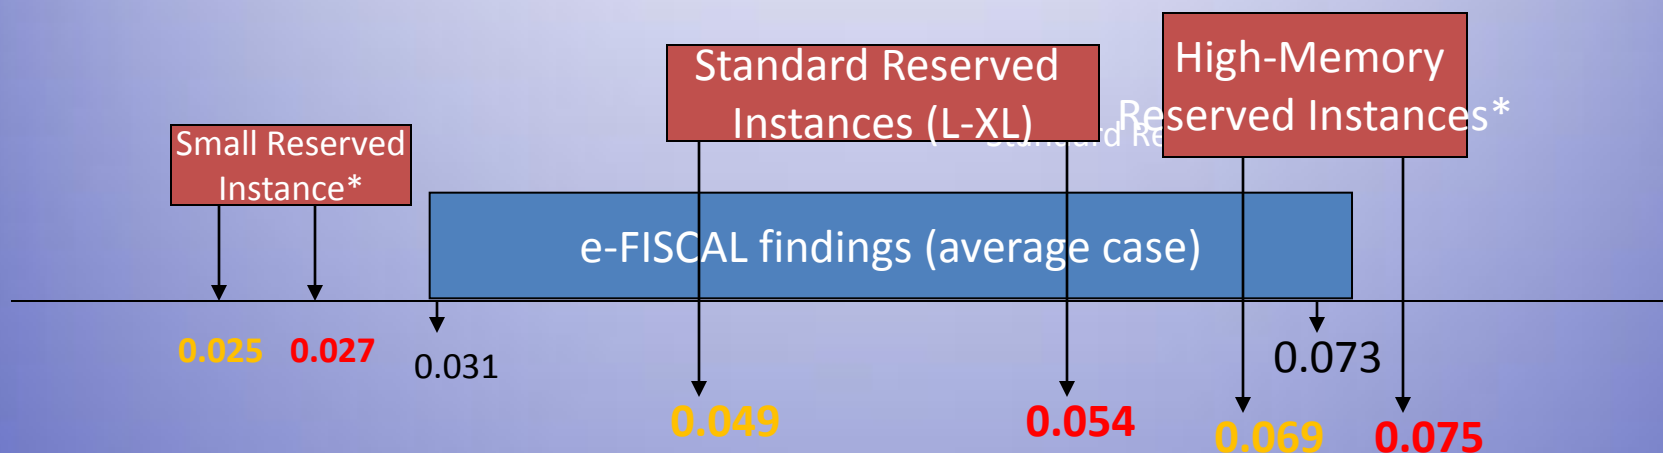 Small Reserved
Instance*
Standard Reserved
Instances (L-XL)
High-Memory
Reserved Instances*
e-FISCAL findings (average case)
0.025
0.027
0.031
0.049
0.054
0.069
0.073
0.075